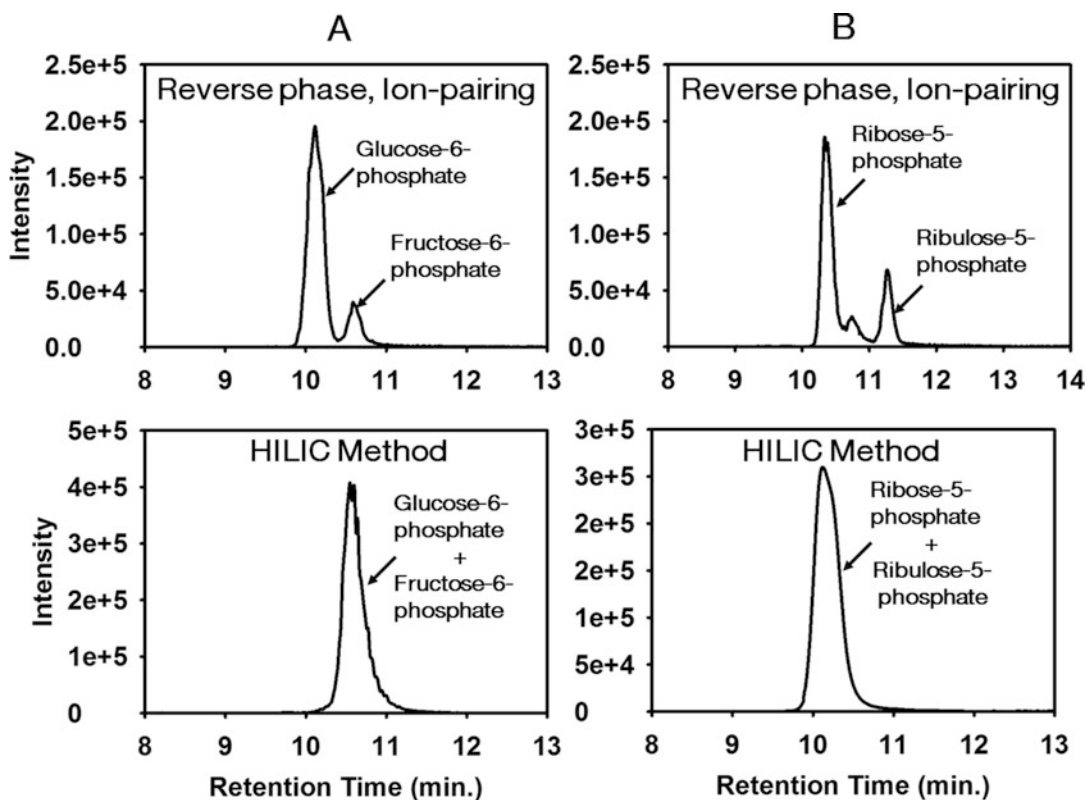 A
B
2.5e+5
2.0e+5
1.5e+5
1.0e+5
5.0e+4
0.0
Intensity
Reverse phase, Ion-pairing
Glucose-6-
phosphate
Fructose-6-
phosphate
8 9 10 11 12 13
2.5e+5
2.0e+5
1.5e+5
1.0e+5
5.0e+4
0.0
Reverse phase, Ion-pairing
Ribose-5-
phosphate
Ribulose-5-
phosphate
8 9 10 11 12 13 14
5e+5
4e+5
3e+5
2e+5
1e+5
0
Intensity
HILIC Method
Glucose-6-
phosphate
+
Fructose-6-
phosphate
8 9 10 11 12 13
Retention Time (min.)
3e+5
3e+5
2e+5
2e+5
1e+5
5e+4
0
HILIC Method
Ribose-5-
phosphate
+
Ribulose-5-
phosphate
8 9 10 11 12 13
Retention Time (min.)